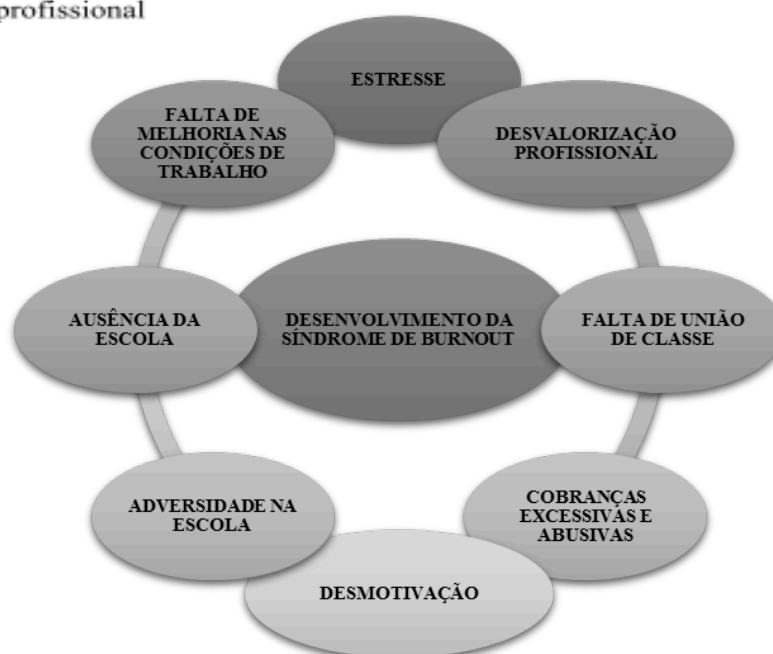 profissional
ESTRESSE
DESVALORIZAÇÃO
PROFISSIONAL
FALTA DE UNIÃO
DE CLASSE
COBRANÇAS
EXCESSIVAS E
ABUSIVAS
DESMOTIVAÇÃO
ADVERSIDADE NA
ESCOLA
AUSÊNCIA DA
ESCOLA
FALTA DE
MELHORIA NAS
CONDIÇÕES DE
TRABALHO
DESENVOLVIMENTO DA
SÍNDROME DE BURNOUT